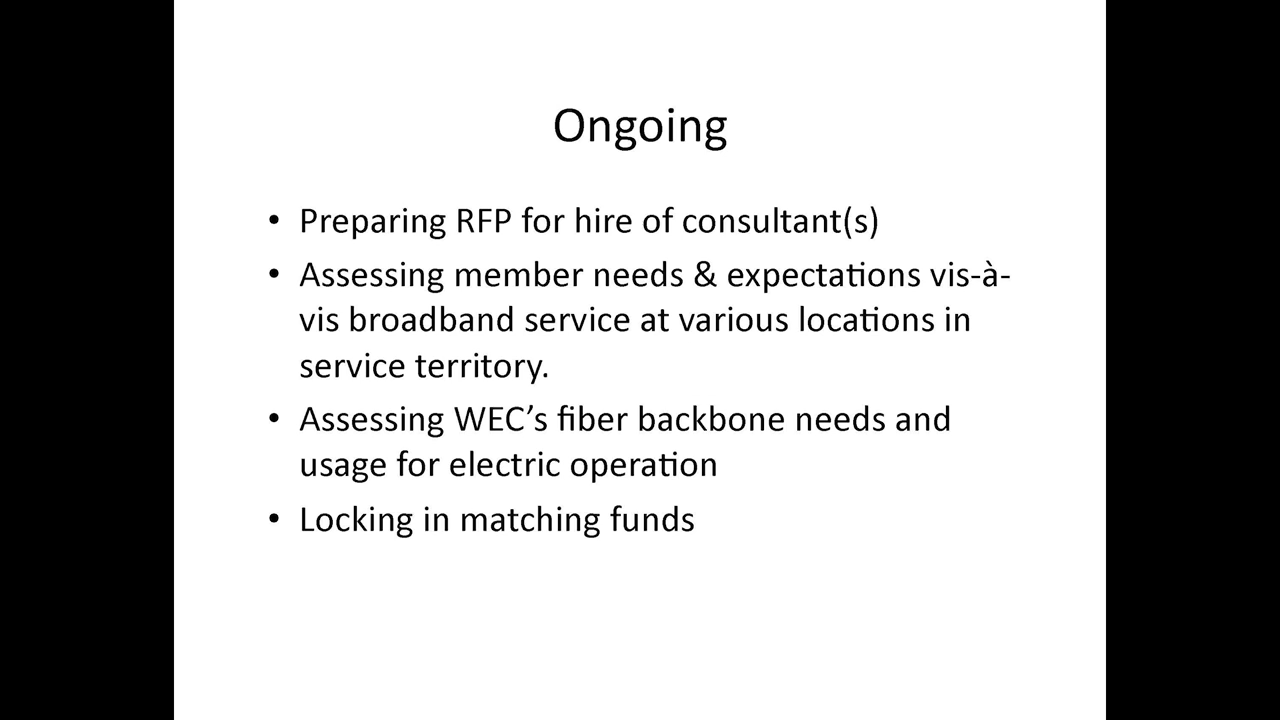 Ongoing
• Preparing RFP for hire of consultant(s)
• Assessing member needs & expectations vis-à-
vis broadband service at various locations in
service territory.
• Assessing WEC’s fiber backbone needs and
usage for electric operation
• Locking in matching funds